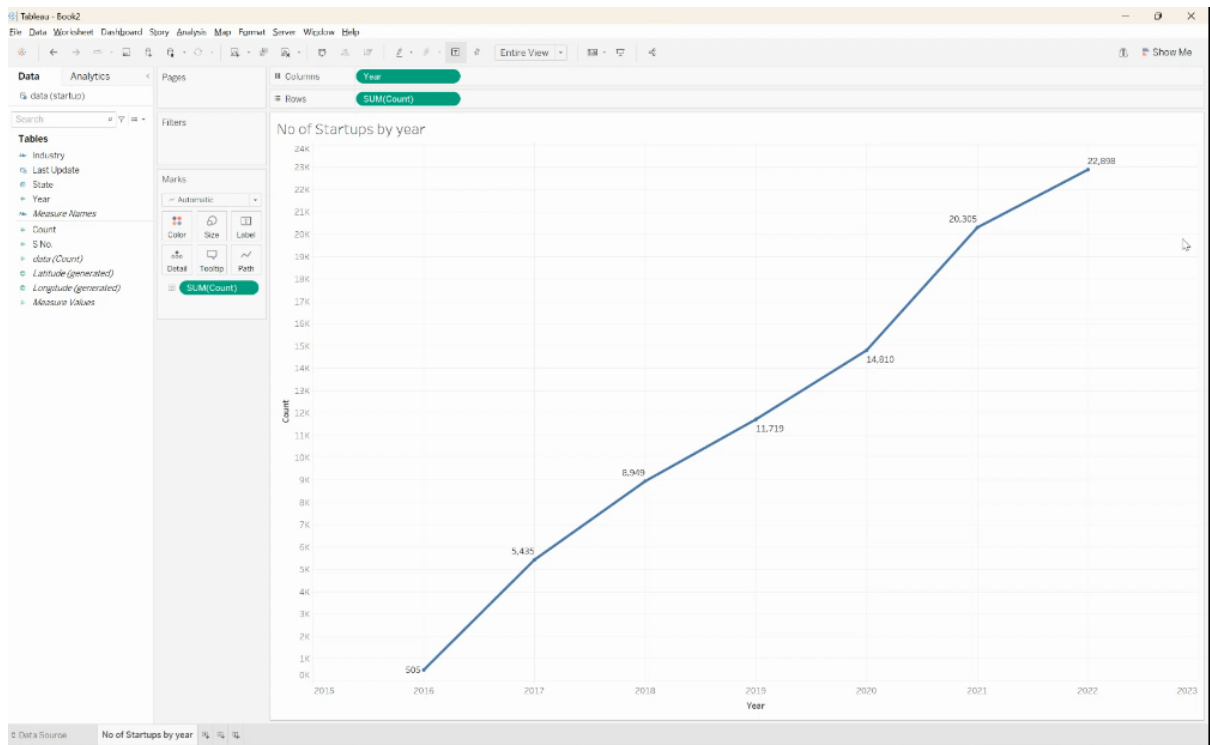 Tableau - Book2
File Data Worksheet Dashboard Story Analysis Map Format Server Window Help
Entire View
Show Me
Data Analytics
data (startup)
Search
Tables
Industry
Last Update
State
Year
Measure Names
Count
S No.
data (Count)
Latitude (generated)
Longitude (generated)
Measure Values
Pages
Filters
Marks
Automatic
Color Size Label
Detail Tooltip Path
SUM(Count)
Columns Year
Rows SUM(Count)
No of Startups by year
24K
23K
22K
21K
20K
19K
18K
17K
16K
15K
14K
13K
12K
11K
10K
9K
8K
7K
6K
5K
4K
3K
2K
1K
0K
Count
505
5,435
8,949
11,719
14,810
20,305
22,898
2015 2016 2017 2018 2019 2020 2021 2022 2023
Year
Data Source No of Startups by year